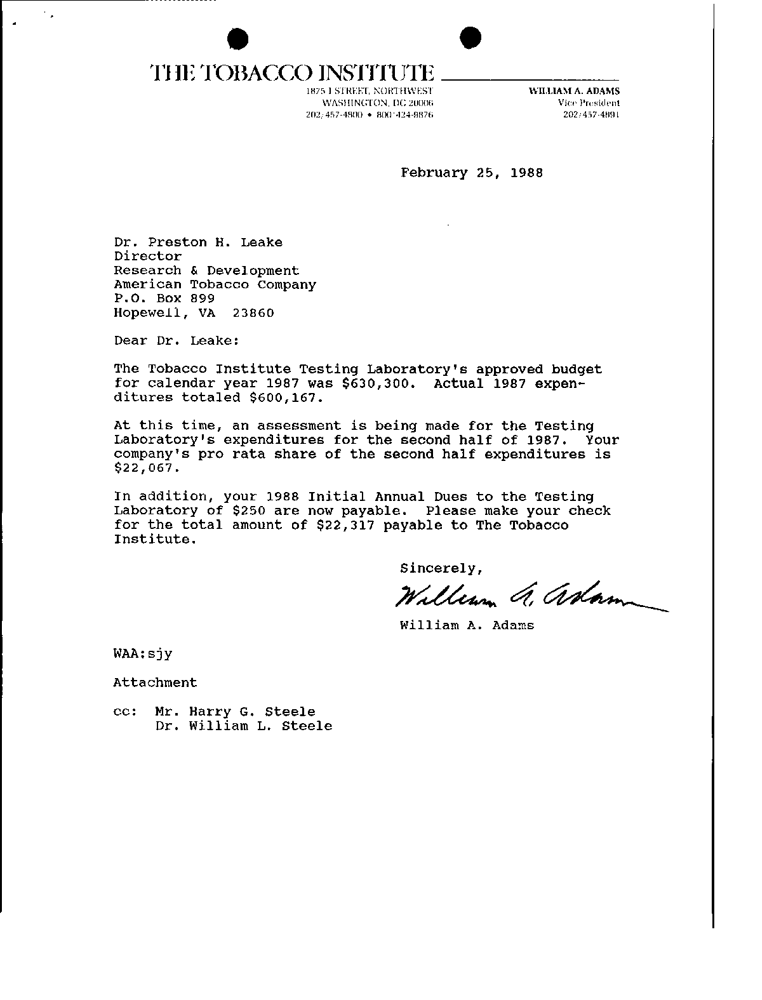 THE TOBACCO INSTITUTE
1875 I STREET, NORTHWEST
WASHINGTON, DC 20006
202/457-4800 • 800/424-9876
WILLIAM A. ADAMS
Vice President
202/457-4891
February 25, 1988
Dr. Preston H. Leake
Director
Research & Development
American Tobacco Company
P.O. Box 899
Hopewell, VA  23860
Dear Dr. Leake:
The Tobacco Institute Testing Laboratory's approved budget
for calendar year 1987 was $630,300.  Actual 1987 expen-
ditures totaled $600,167.
At this time, an assessment is being made for the Testing
Laboratory's expenditures for the second half of 1987.  Your
company's pro rata share of the second half expenditures is
$22,067.
In addition, your 1988 Initial Annual Dues to the Testing
Laboratory of $250 are now payable.  Please make your check
for the total amount of $22,317 payable to The Tobacco
Institute.
Sincerely,
William A. Adams
William A. Adams
WAA:sjy
Attachment
cc:  Mr. Harry G. Steele
Dr. William L. Steele